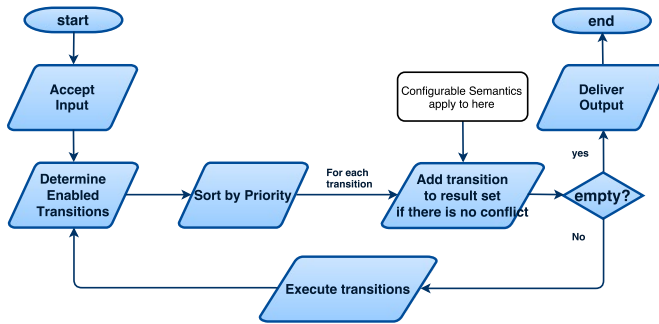 start
end
Accept
Input
Configurable Semantics
apply to here
Deliver
Output
Determine
Enabled
Transitions
Sort by Priority
For each
transition
Add transition
to result set
if there is no conflict
yes
empty?
No
Execute transitions